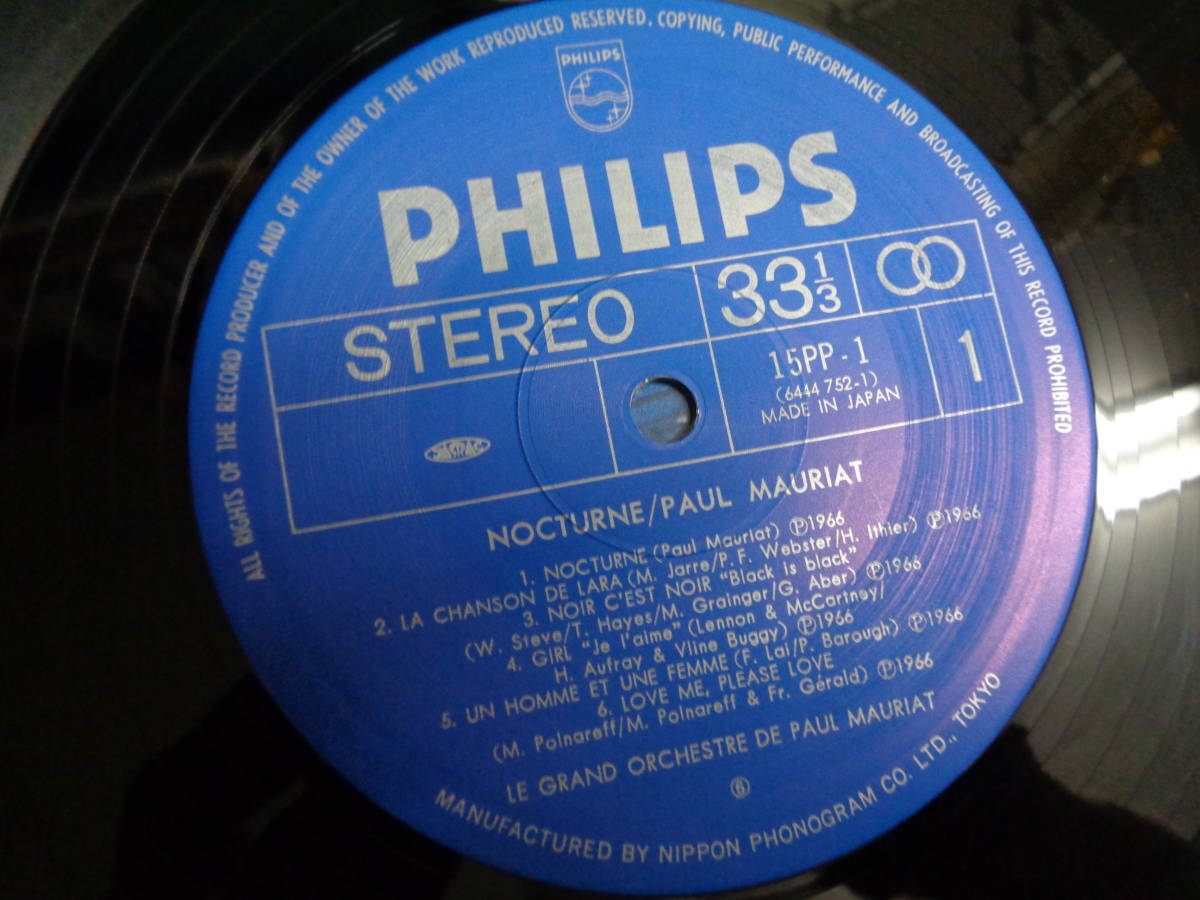 ALL RIGHTS OF THE RECORD PRODUCER AND OF THE OWNER OF THE WORK REPRODUCED RESERVED. COPYING, PUBLIC PERFORMANCE AND BROADCASTING OF THIS RECORD PROHIBITED
PHILIPS
PHILIPS
STEREO
33 1/3
15PP-1
(6444 752-1)
MADE IN JAPAN
1
JASRAC
NOCTURNE/PAUL MAURIAT
1. NOCTURNE (Paul Mauriat) ℗1966
2. LA CHANSON DE LARA (M. Jarre/P.F. Webster/H. Ithier) ℗1966
3. NOIR C'EST NOIR "Black is black"
(W. Steve/T. Hayes/M. Grainger/G. Aber) ℗1966
4. GIRL "Je l'aime" (Lennon & McCartney/
H. Aufray & Vline Buggy) ℗1966
5. UN HOMME ET UNE FEMME (F. Lai/P. Barough) ℗1966
6. LOVE ME, PLEASE LOVE
(M. Polnareff/M. Polnareff & Fr. Gérald) ℗1966
LE GRAND ORCHESTRE DE PAUL MAURIAT
MANUFACTURED BY NIPPON PHONOGRAM CO. LTD., TOKYO